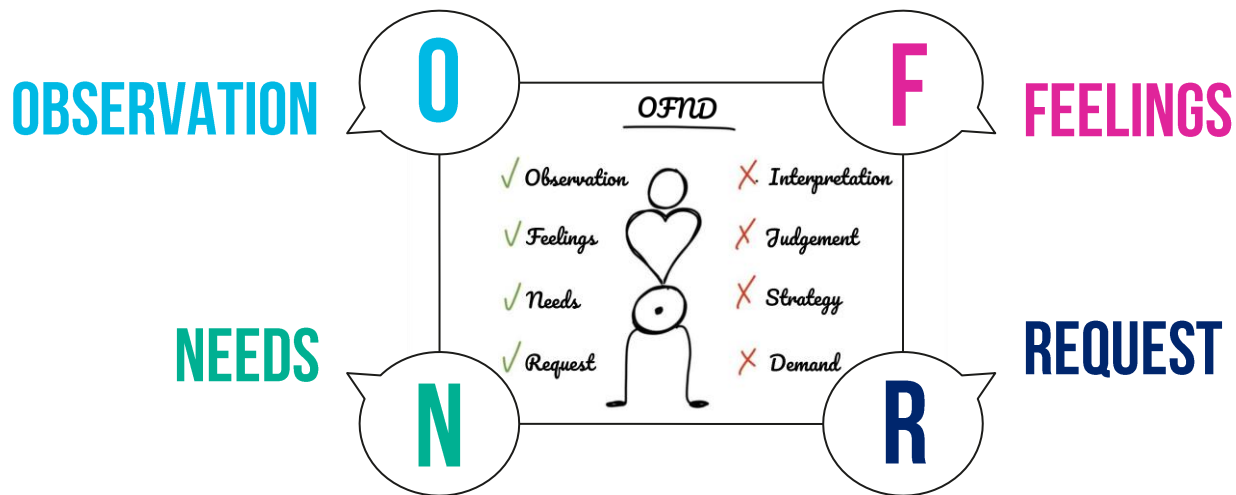 O
F
OBSERVATION
FEELINGS
OFND
Observation
Interpretation
Feelings
Judgement
Needs
Strategy
Request
Demand
NEEDS
REQUEST
N
R